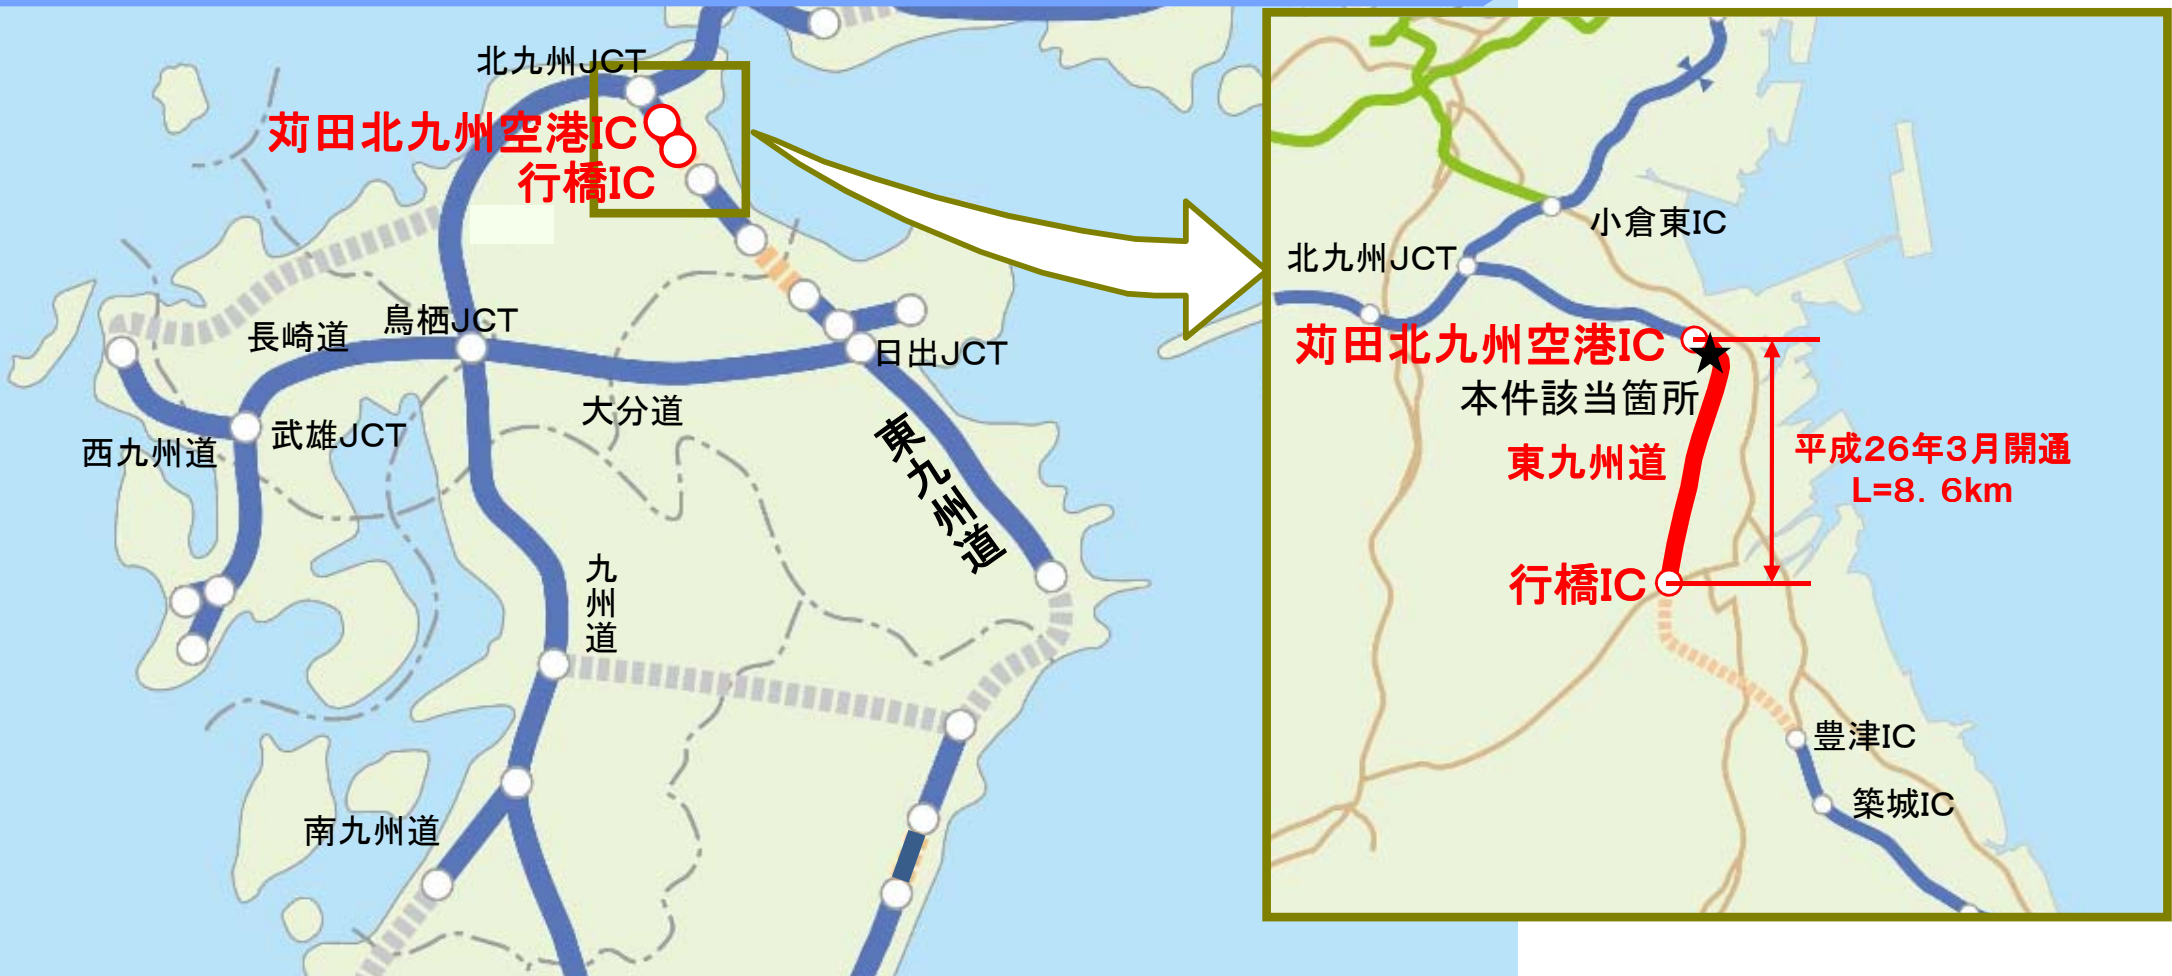 北九州JCT
苅田北九州空港IC
行橋IC
長崎道
鳥栖JCT
日出JCT
大分道
西九州道
武雄JCT
東九州道
九州道
南九州道
小倉東IC
北九州JCT
苅田北九州空港IC
本件該当箇所
東九州道
平成26年3月開通
L=8．6km
行橋IC
豊津IC
築城IC